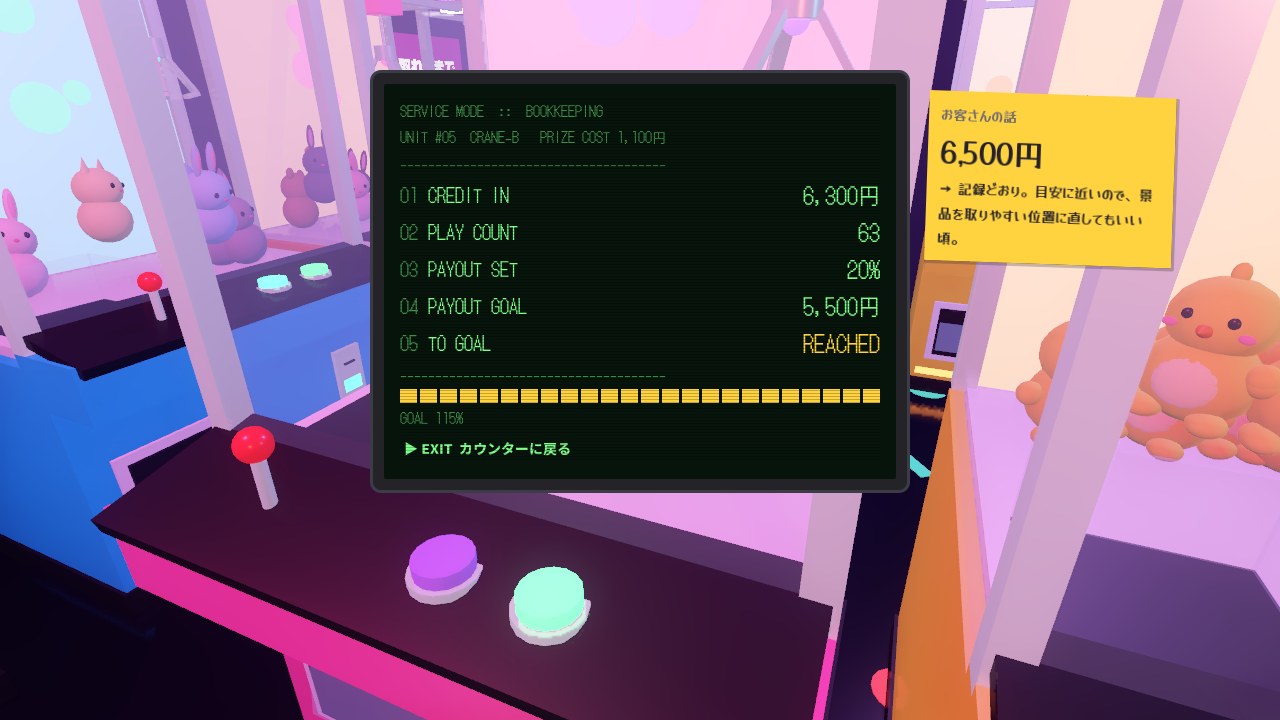 SERVICE MODE :: BOOKKEEPING
UNIT #05 CRANE-B PRIZE COST 1,100円
01 CREDIT IN 6,300円
02 PLAY COUNT 63
03 PAYOUT SET 20%
04 PAYOUT GOAL 5,500円
05 TO GOAL REACHED
GOAL 115%
▶ EXIT カウンターに戻る
お客さんの話
6,500円
→ 記録どおり。目安に近いので、景
品を取りやすい位置に直してもいい
頃。